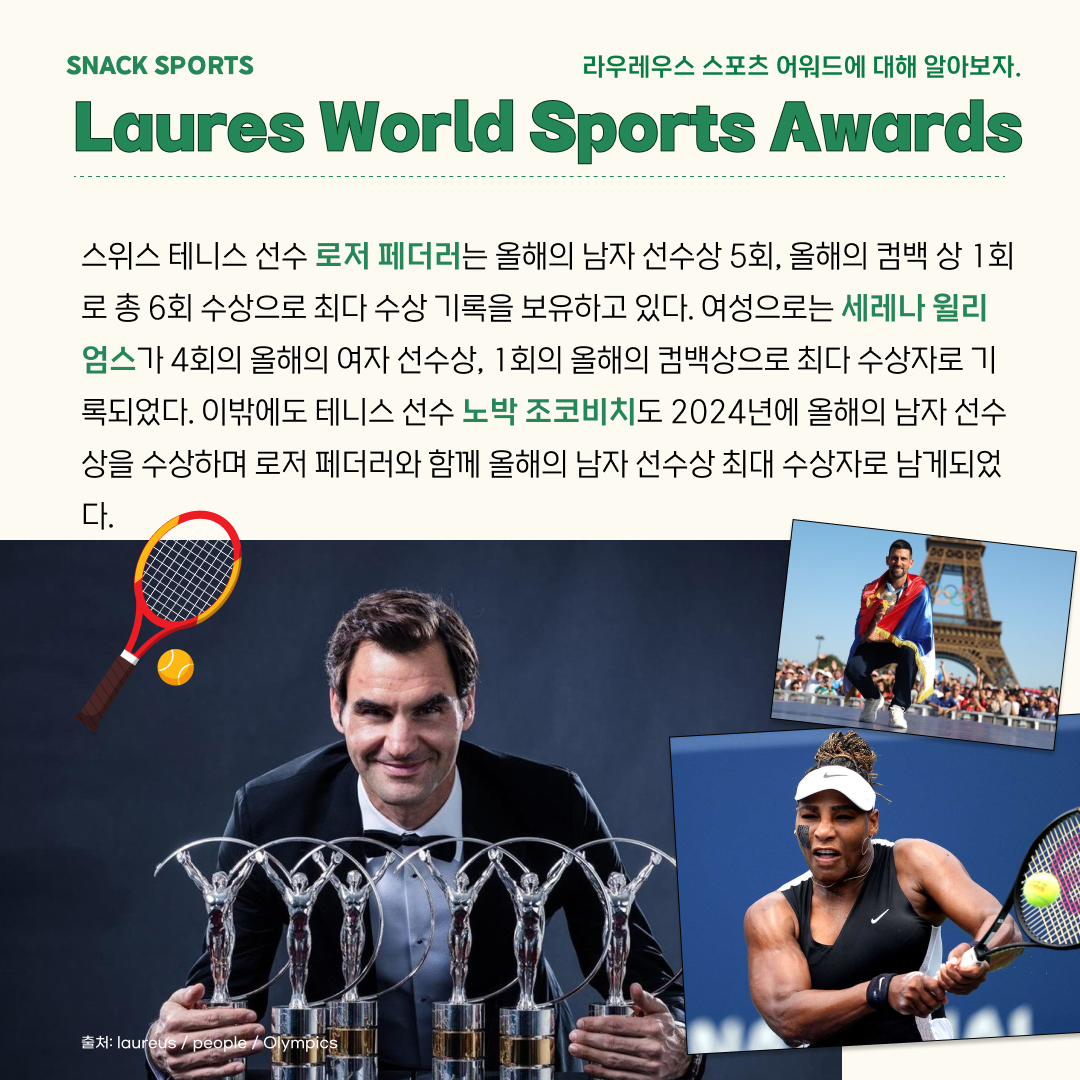 SNACK SPORTS
라우레우스 스포츠 어워드에 대해 알아보자.
Laures World Sports Awards
스위스 테니스 선수 로저 페더러는 올해의 남자 선수상 5회, 올해의 컴백 상 1회
로 총 6회 수상으로 최다 수상 기록을 보유하고 있다. 여성으로는 세레나 윌리
엄스가 4회의 올해의 여자 선수상, 1회의 올해의 컴백상으로 최다 수상자로 기
록되었다. 이밖에도 테니스 선수 노박 조코비치도 2024년에 올해의 남자 선수
상을 수상하며 로저 페더러와 함께 올해의 남자 선수상 최대 수상자로 남게되었
다.
출처: laureus / people / Olympics